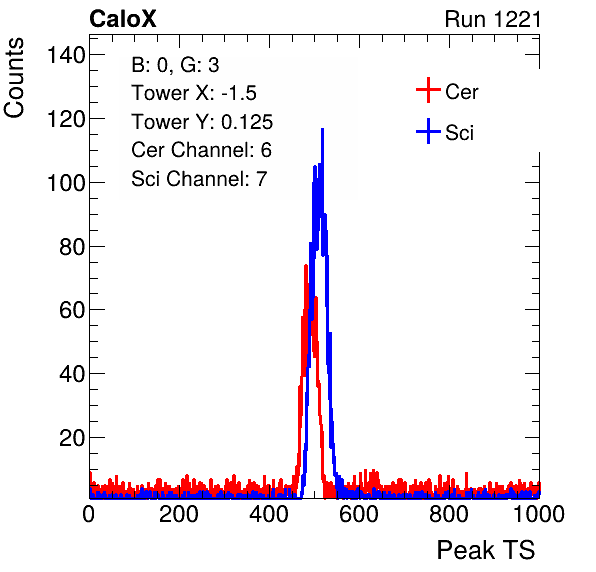 CaloX Run 1221
Counts
140
120
100
80
60
40
20
B: 0, G: 3
Tower X: -1.5
Tower Y: 0.125
Cer Channel: 6
Sci Channel: 7
Cer
Sci
0 200 400 600 800 1000
Peak TS